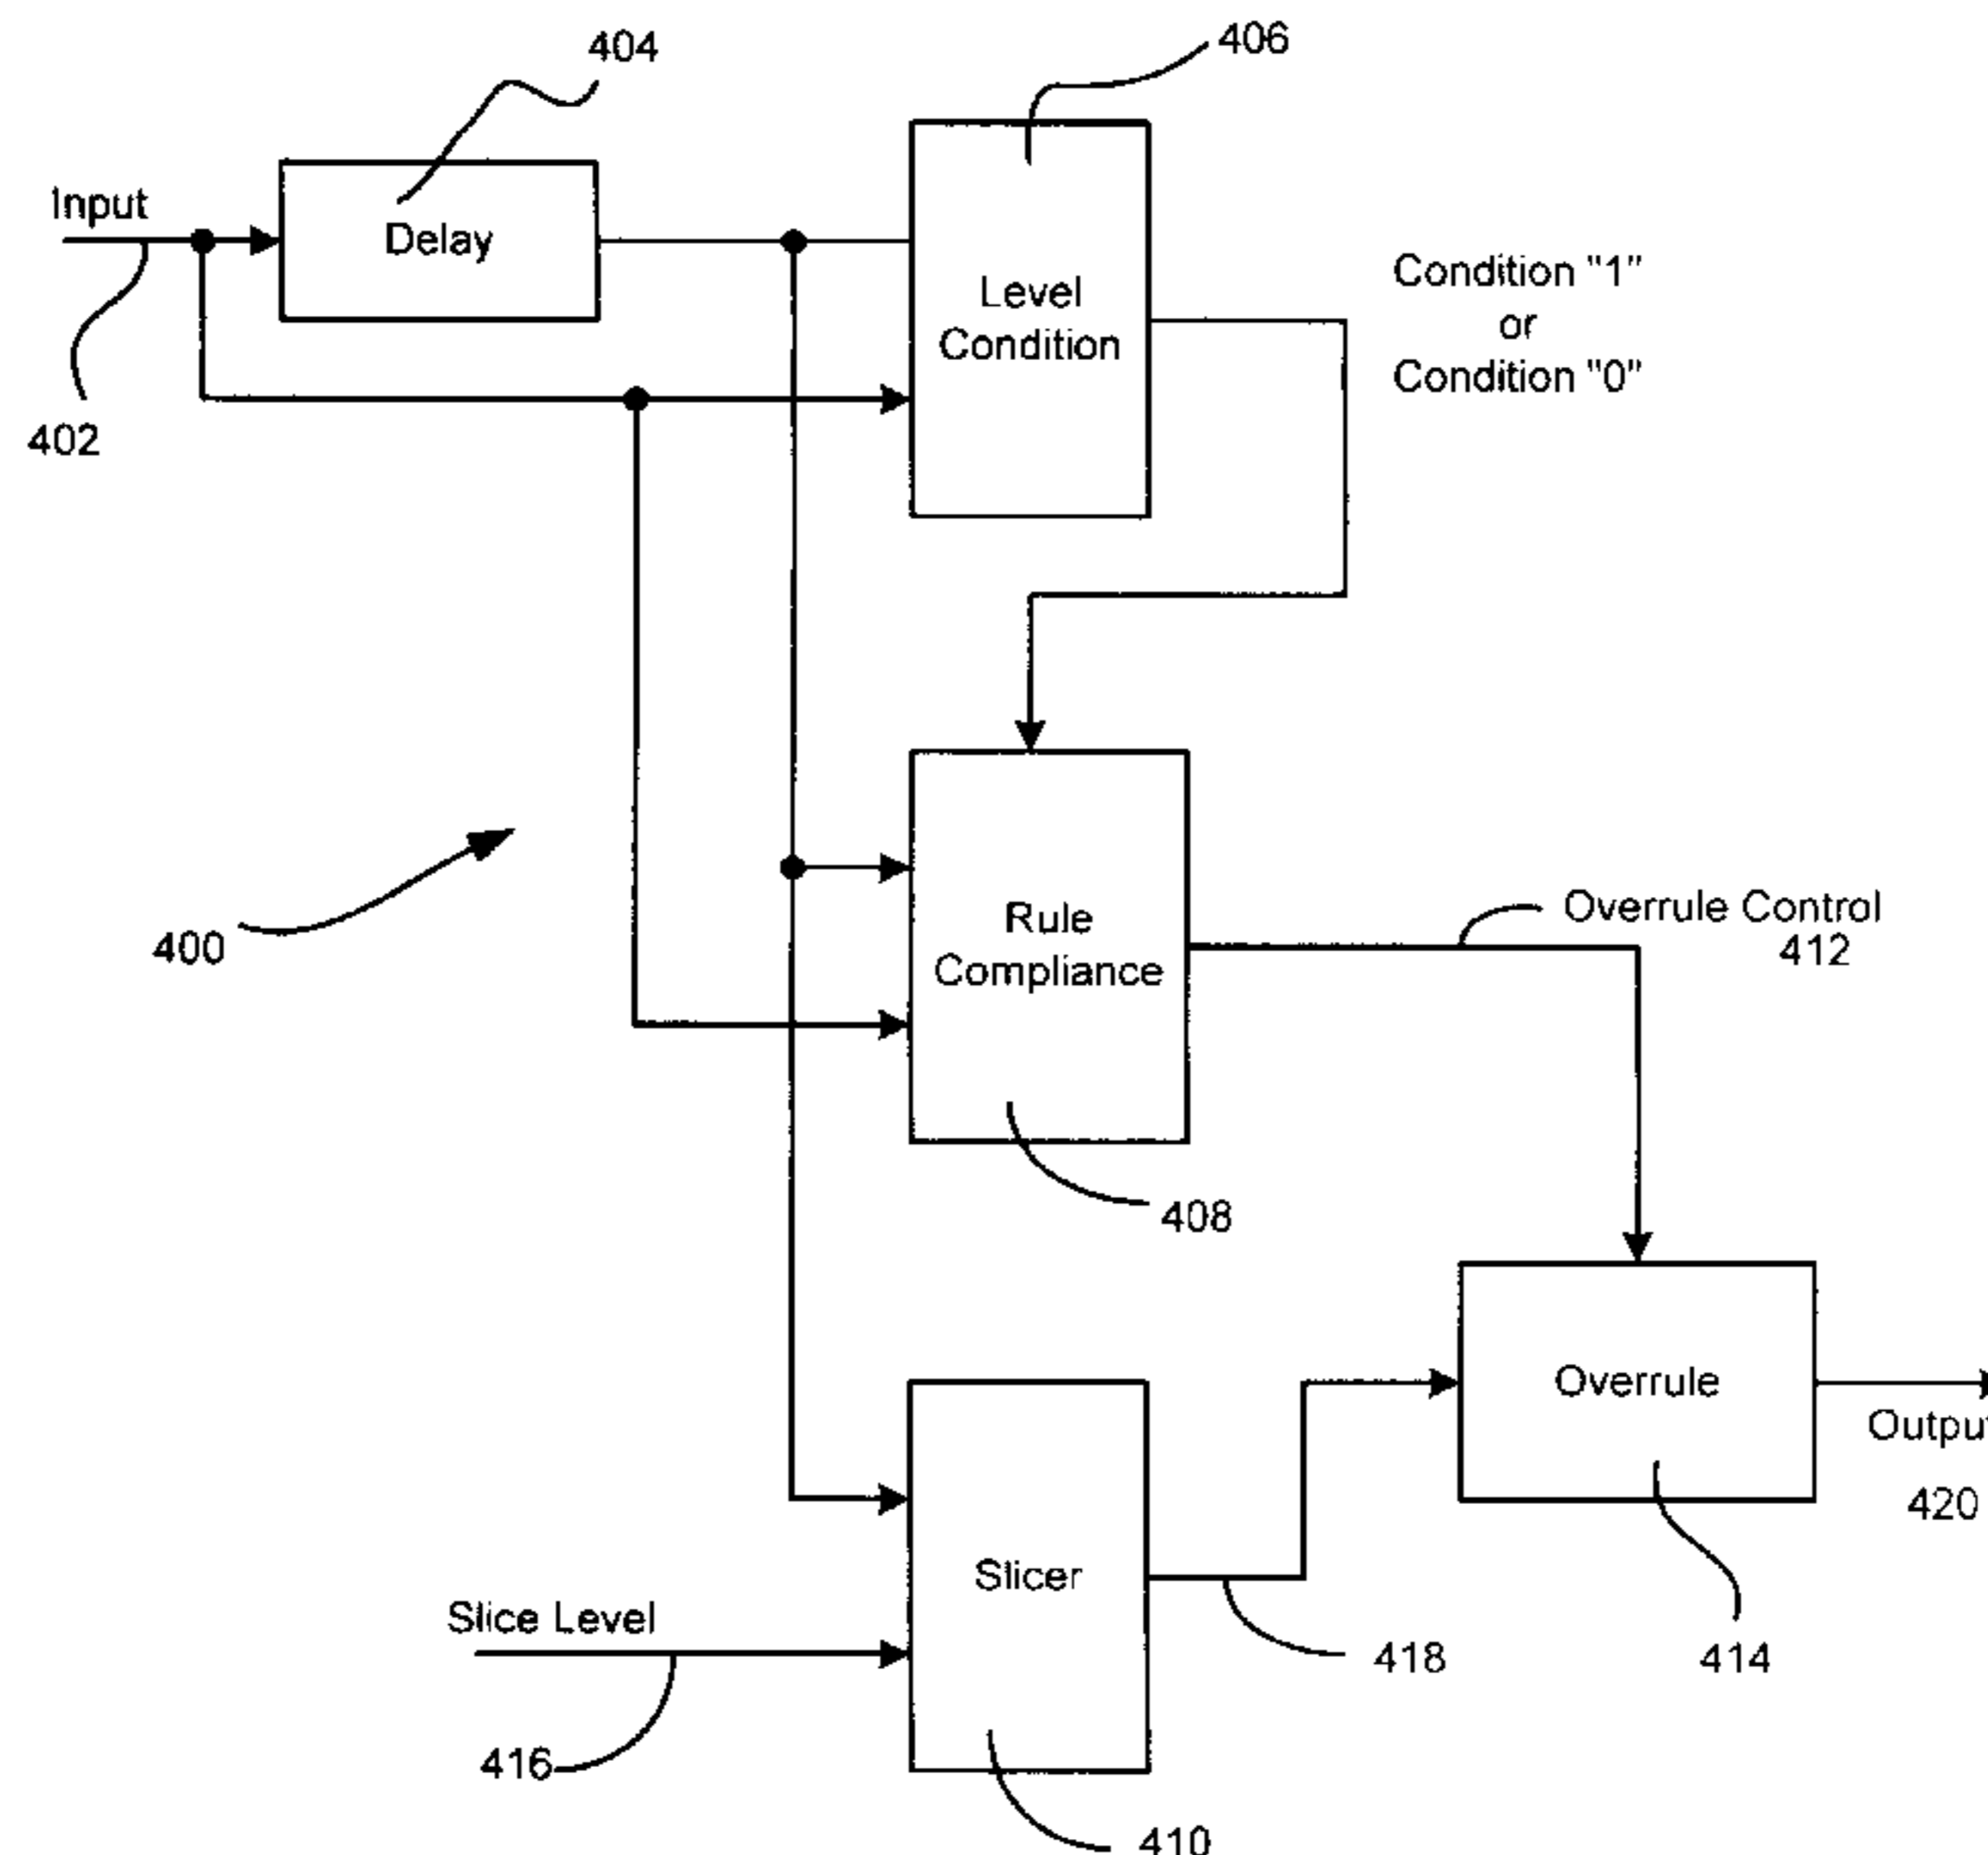 404
406
Input
Delay
Level
Condition
Condition "1"
or
Condition "0"
402
Rule
Compliance
Overrule Control
412
400
408
Overrule
Output
420
Slicer
Slice Level
418
414
416
410